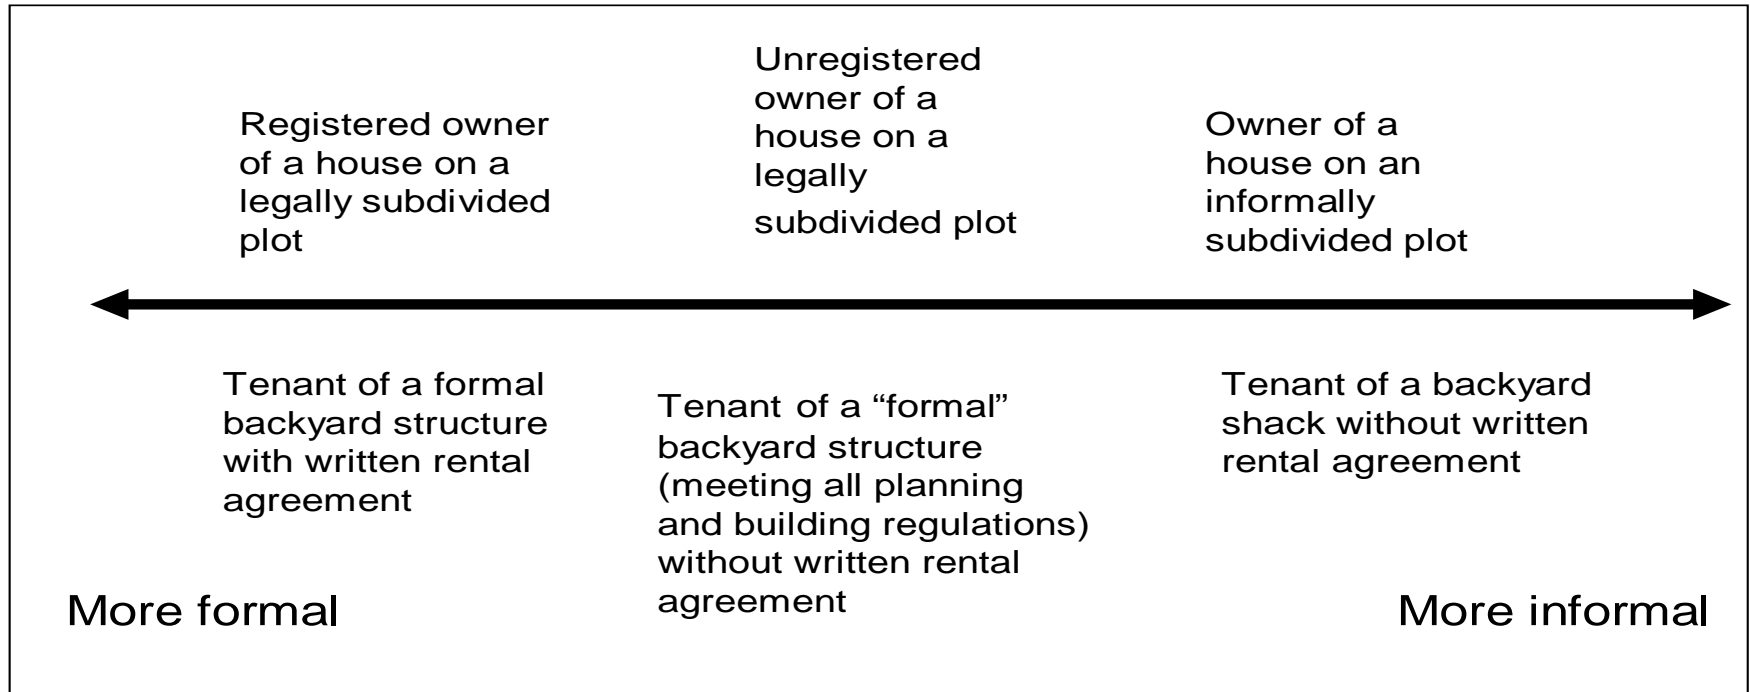 Registered owner
of a house on a
legally subdivided
plot
Unregistered
owner of a
house on a
legally
subdivided plot
Owner of a
house on an
informally
subdivided plot
Tenant of a formal
backyard structure
with written rental
agreement
Tenant of a “formal”
backyard structure
(meeting all planning
and building regulations)
without written rental
agreement
Tenant of a backyard
shack without written
rental agreement
More formal
More informal